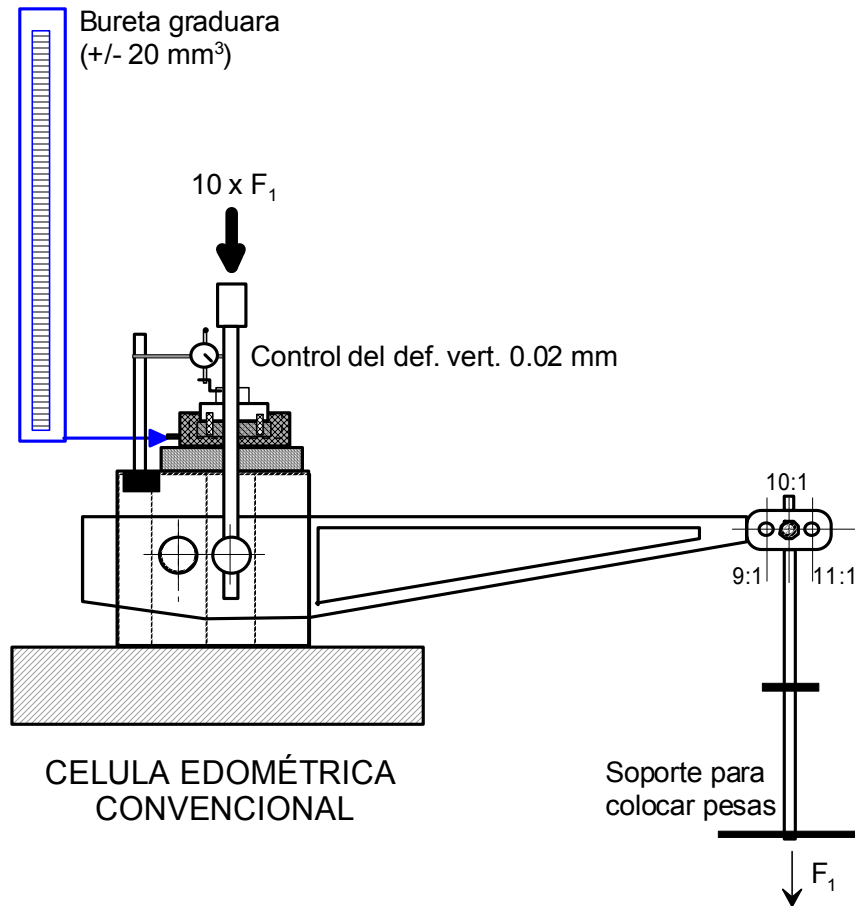 Bureta graduara
(+/- 20 mm³)
10 x F₁
Control del def. vert. 0.02 mm
10:1
9:1 11:1
CELULA EDOMÉTRICA
CONVENCIONAL
Soporte para
colocar pesas
F₁